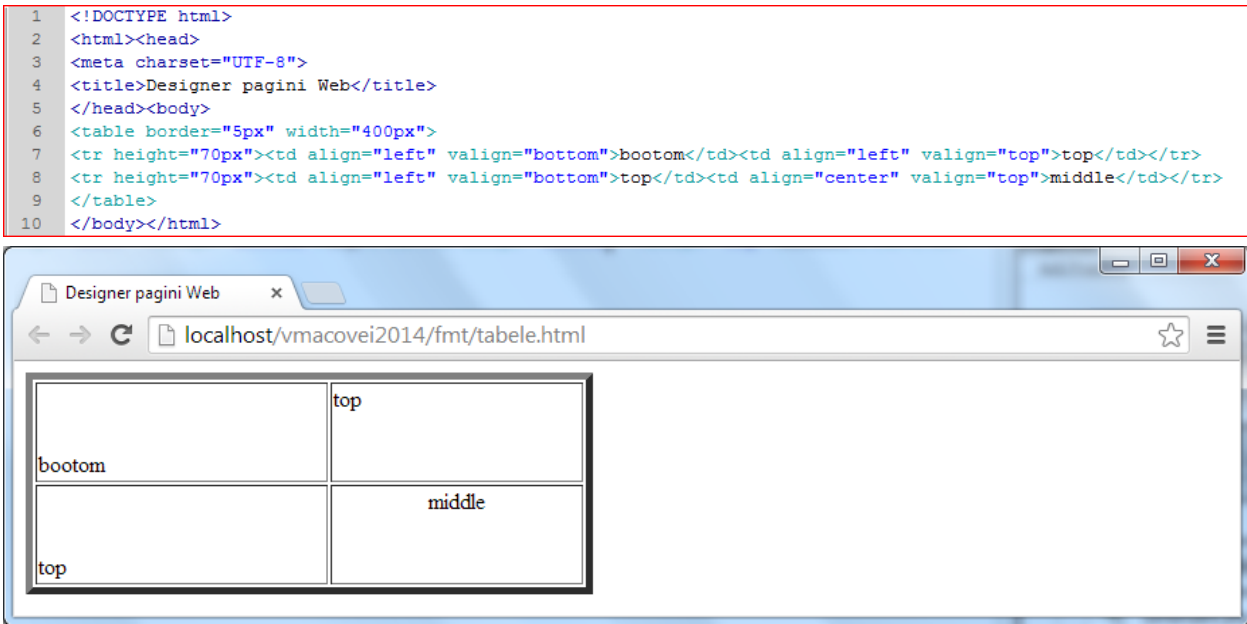 1 <!DOCTYPE html>
2 <html><head>
3 <meta charset="UTF-8">
4 <title>Designer pagini Web</title>
5 </head><body>
6 <table border="5px" width="400px">
7 <tr height="70px"><td align="left" valign="bottom">bootom</td><td align="left" valign="top">top</td></tr>
8 <tr height="70px"><td align="left" valign="bottom">top</td><td align="center" valign="top">middle</td></tr>
9 </table>
10 </body></html>
Designer pagini Web
localhost/vmacovei2014/fmt/tabele.html
top
bootom
middle
top